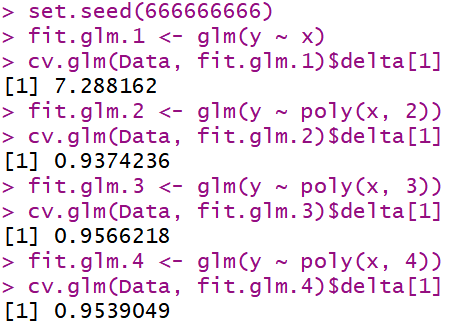 > set.seed(666666666)
> fit.glm.1 <- glm(y ~ x)
> cv.glm(Data, fit.glm.1)$delta[1]
[1] 7.288162
> fit.glm.2 <- glm(y ~ poly(x, 2))
> cv.glm(Data, fit.glm.2)$delta[1]
[1] 0.9374236
> fit.glm.3 <- glm(y ~ poly(x, 3))
> cv.glm(Data, fit.glm.3)$delta[1]
[1] 0.9566218
> fit.glm.4 <- glm(y ~ poly(x, 4))
> cv.glm(Data, fit.glm.4)$delta[1]
[1] 0.9539049